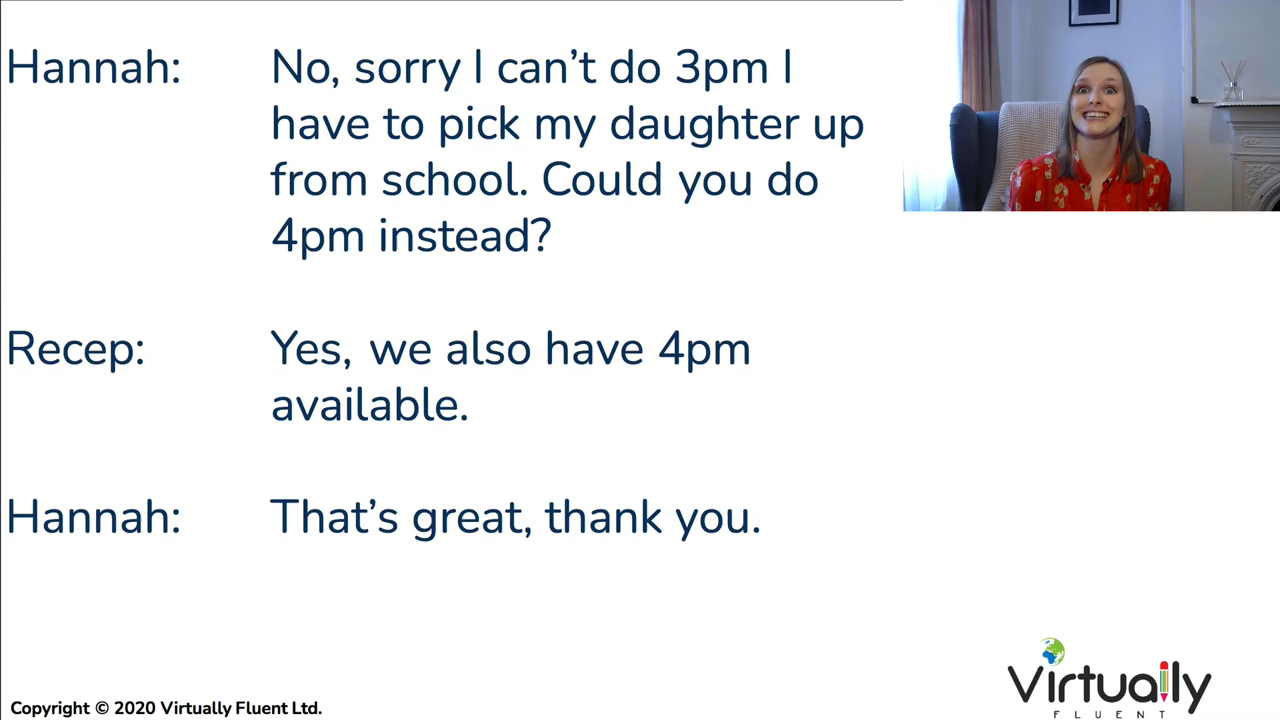 Hannah: No, sorry I can’t do 3pm I
have to pick my daughter up
from school. Could you do
4pm instead?
Recep: Yes, we also have 4pm
available.
Hannah: That’s great, thank you.
Virtually
FLUENT
Copyright © 2020 Virtually Fluent Ltd.